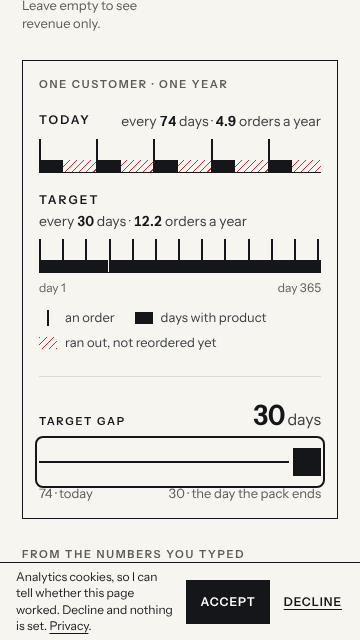 Leave empty to see
revenue only.
ONE CUSTOMER · ONE YEAR
TODAY every 74 days · 4.9 orders a year
TARGET
every 30 days · 12.2 orders a year
day 1 day 365
an order days with product
ran out, not reordered yet
TARGET GAP 30 days
74 · today 30 · the day the pack ends
FROM THE NUMBERS YOU TYPED
Analytics cookies, so I can
tell whether this page
worked. Decline and nothing
is set. Privacy.
ACCEPT DECLINE